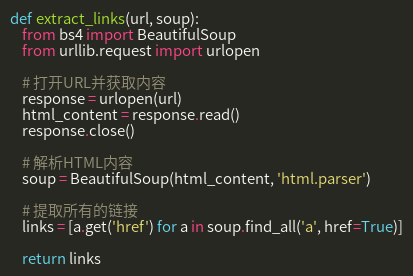 def extract_links(url, soup):
    from bs4 import BeautifulSoup
    from urllib.request import urlopen

    # 打开URL并获取内容
    response = urlopen(url)
    html_content = response.read()
    response.close()

    # 解析HTML内容
    soup = BeautifulSoup(html_content, 'html.parser')

    # 提取所有的链接
    links = [a.get('href') for a in soup.find_all('a', href=True)]

    return links